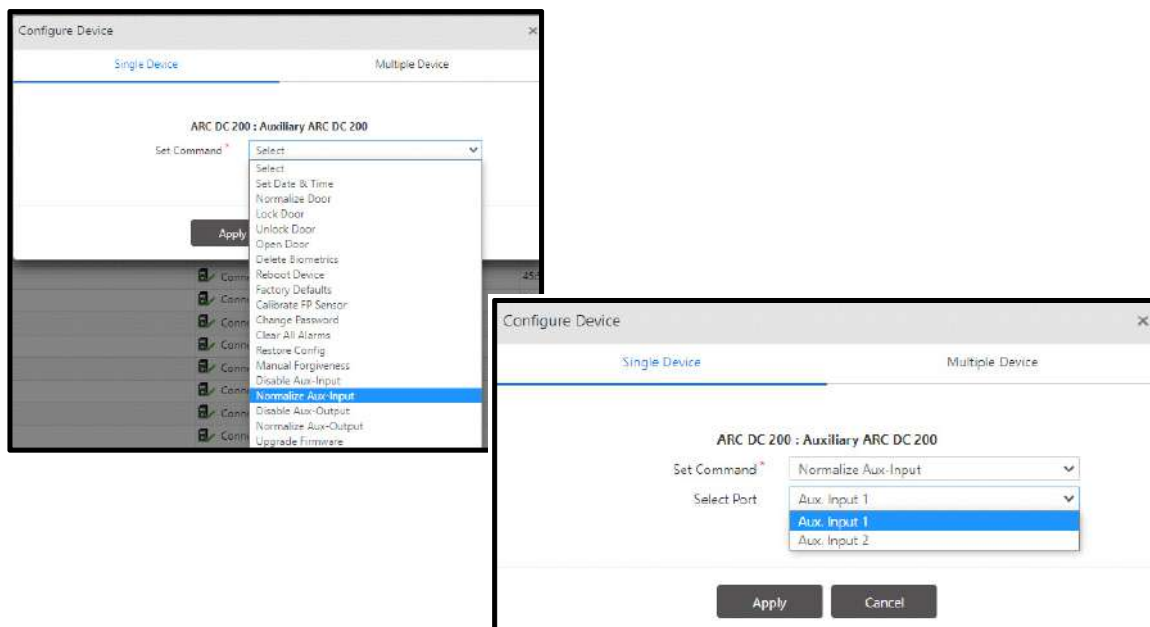 Configure Device ×
Single Device Multiple Device
ARC DC 200 : Auxiliary ARC DC 200
Set Command * Select
Select
Set Date & Time
Normalize Door
Lock Door
Unlock Door
Open Door
Delete Biometrics
Reboot Device
Factory Defaults
Calibrate FP Sensor
Change Password
Clear All Alarms
Restore Config
Manual Forgiveness
Disable Aux-Input
Normalize Aux-Input
Disable Aux-Output
Normalize Aux-Output
Upgrade Firmware
Apply
Configure Device ×
Single Device Multiple Device
ARC DC 200 : Auxiliary ARC DC 200
Set Command * Normalize Aux-Input
Select Port Aux. Input 1
Aux. Input 1
Aux. Input 2
Apply Cancel